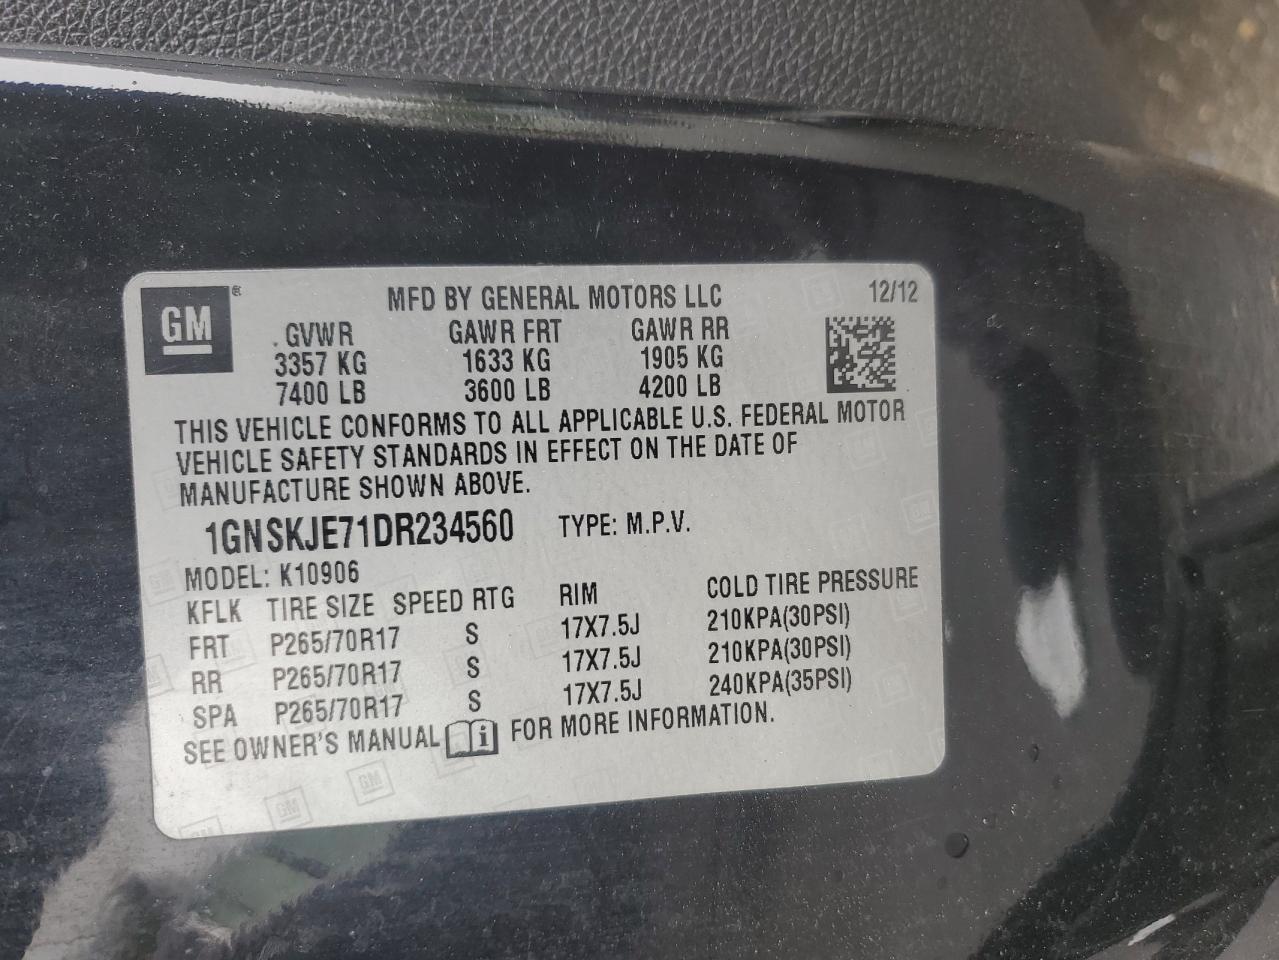 GM ® MFD BY GENERAL MOTORS LLC 12/12
GVWR GAWR FRT GAWR RR
3357 KG 1633 KG 1905 KG
7400 LB 3600 LB 4200 LB
THIS VEHICLE CONFORMS TO ALL APPLICABLE U.S. FEDERAL MOTOR
VEHICLE SAFETY STANDARDS IN EFFECT ON THE DATE OF
MANUFACTURE SHOWN ABOVE.
1GNSKJE71DR234560 TYPE: M.P.V.
MODEL: K10906
KFLK TIRE SIZE SPEED RTG RIM COLD TIRE PRESSURE
FRT P265/70R17 S 17X7.5J 210KPA(30PSI)
RR P265/70R17 S 17X7.5J 210KPA(30PSI)
SPA P265/70R17 S 17X7.5J 240KPA(35PSI)
SEE OWNER'S MANUAL i FOR MORE INFORMATION.